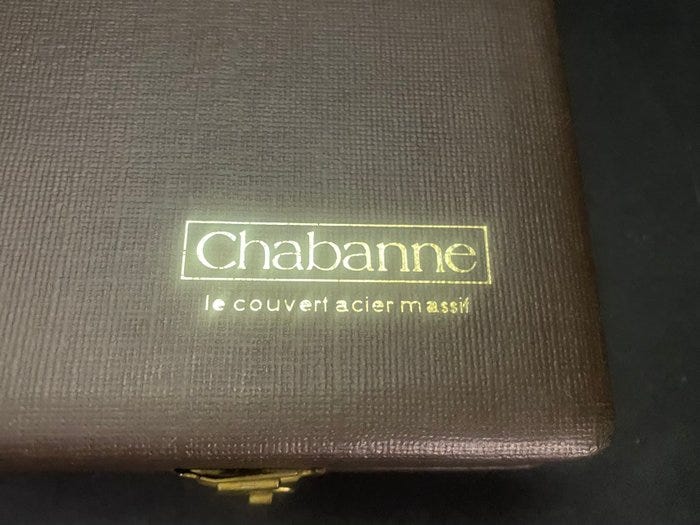 Chabanne
le couvert acier massif